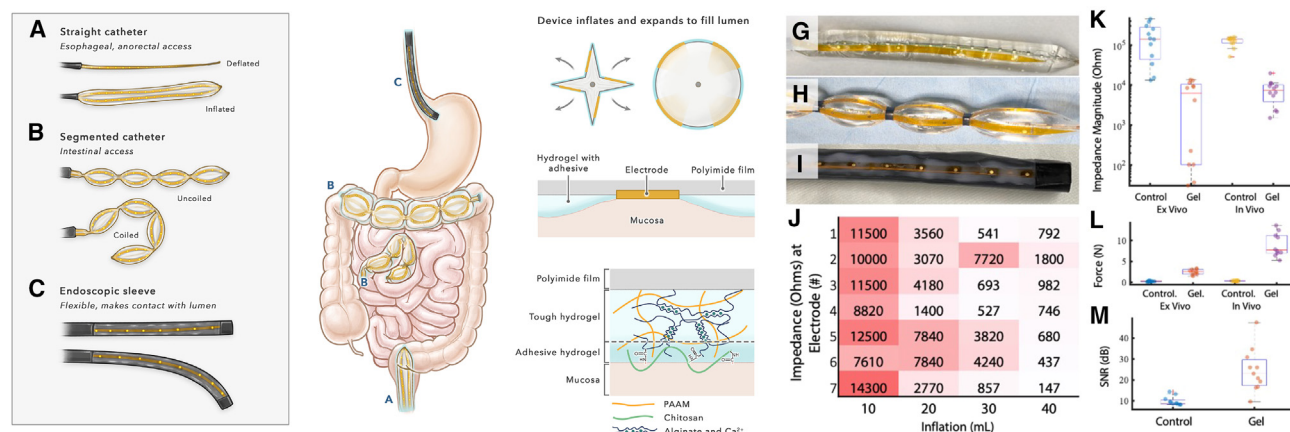 A
Straight catheter
Esophageal, anorectal access
Deflated
Inflated
B
Segmented catheter
Intestinal access
Uncoiled
Coiled
C
Endoscopic sleeve
Flexible, makes contact with lumen
C
B
B
A
Device inflates and expands to fill lumen
Hydrogel with
adhesive
Electrode
Polyimide film
Mucosa
Polyimide film
Tough hydrogel
Adhesive hydrogel
Mucosa
PAAM
Chitosan
Alginate and Ca²⁺
G
H
I
J
Impedance (Ohms) at
Electrode (#)
1 11500 3560 541 792
2 10000 3070 7720 1800
3 11500 4180 693 982
4 8820 1400 527 746
5 12500 7840 3820 680
6 7610 7840 4240 437
7 14300 2770 857 147
10 20 30 40
Inflation (mL)
K
Impedance Magnitude (Ohm)
10⁵
10⁴
10³
10²
Control Gel Control Gel
Ex Vivo In Vivo
L
Force (N)
10
5
0
Control. Gel. Control. Gel
Ex Vivo In Vivo
M
SNR (dB)
40
30
20
10
Control Gel